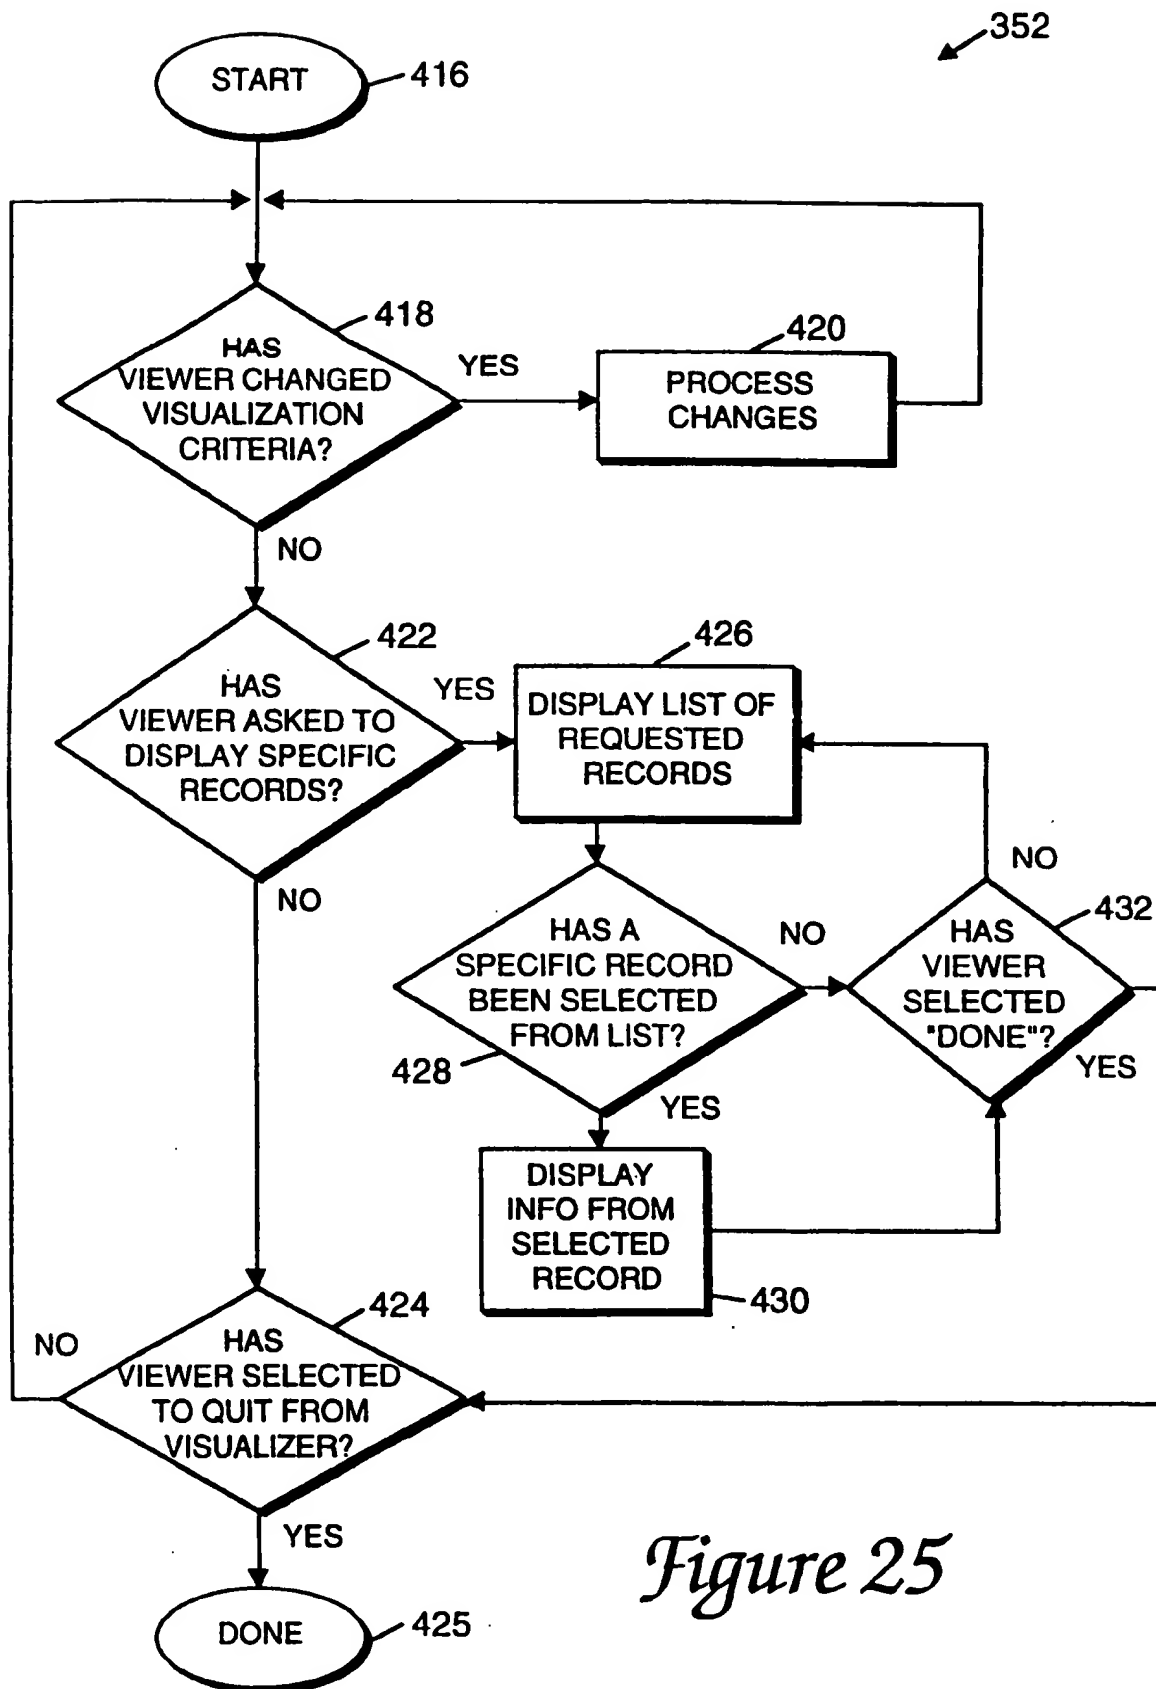 352
START
416
418
HAS
VIEWER CHANGED
VISUALIZATION
CRITERIA?
YES
420
PROCESS
CHANGES
NO
422
HAS
VIEWER ASKED TO
DISPLAY SPECIFIC
RECORDS?
YES
426
DISPLAY LIST OF
REQUESTED
RECORDS
NO
HAS A
SPECIFIC RECORD
BEEN SELECTED
FROM LIST?
428
NO
YES
NO
432
HAS
VIEWER
SELECTED
"DONE"?
YES
DISPLAY
INFO FROM
SELECTED
RECORD
430
424
HAS
VIEWER SELECTED
TO QUIT FROM
VISUALIZER?
NO
YES
DONE
425
Figure 25